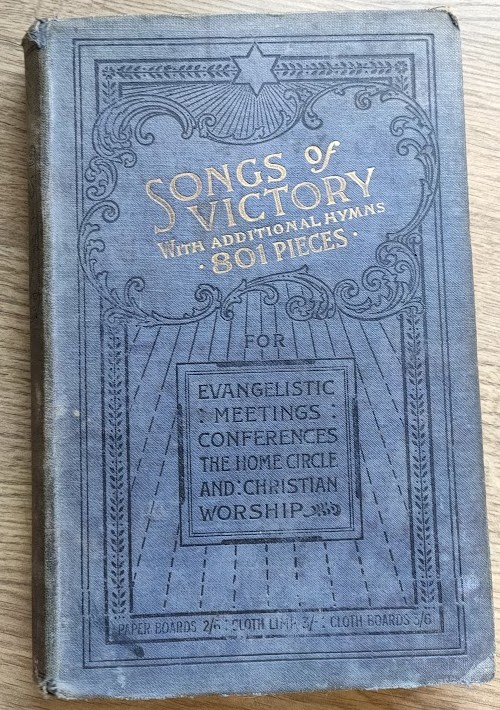 SONGS of
VICTORY
WITH ADDITIONAL HYMNS
· 801 PIECES ·
FOR
EVANGELISTIC
: MEETINGS :
CONFERENCES
THE HOME CIRCLE
AND : CHRISTIAN
WORSHIP
PAPER BOARDS 2/6 : CLOTH LIMP 3/- : CLOTH BOARDS 3/6